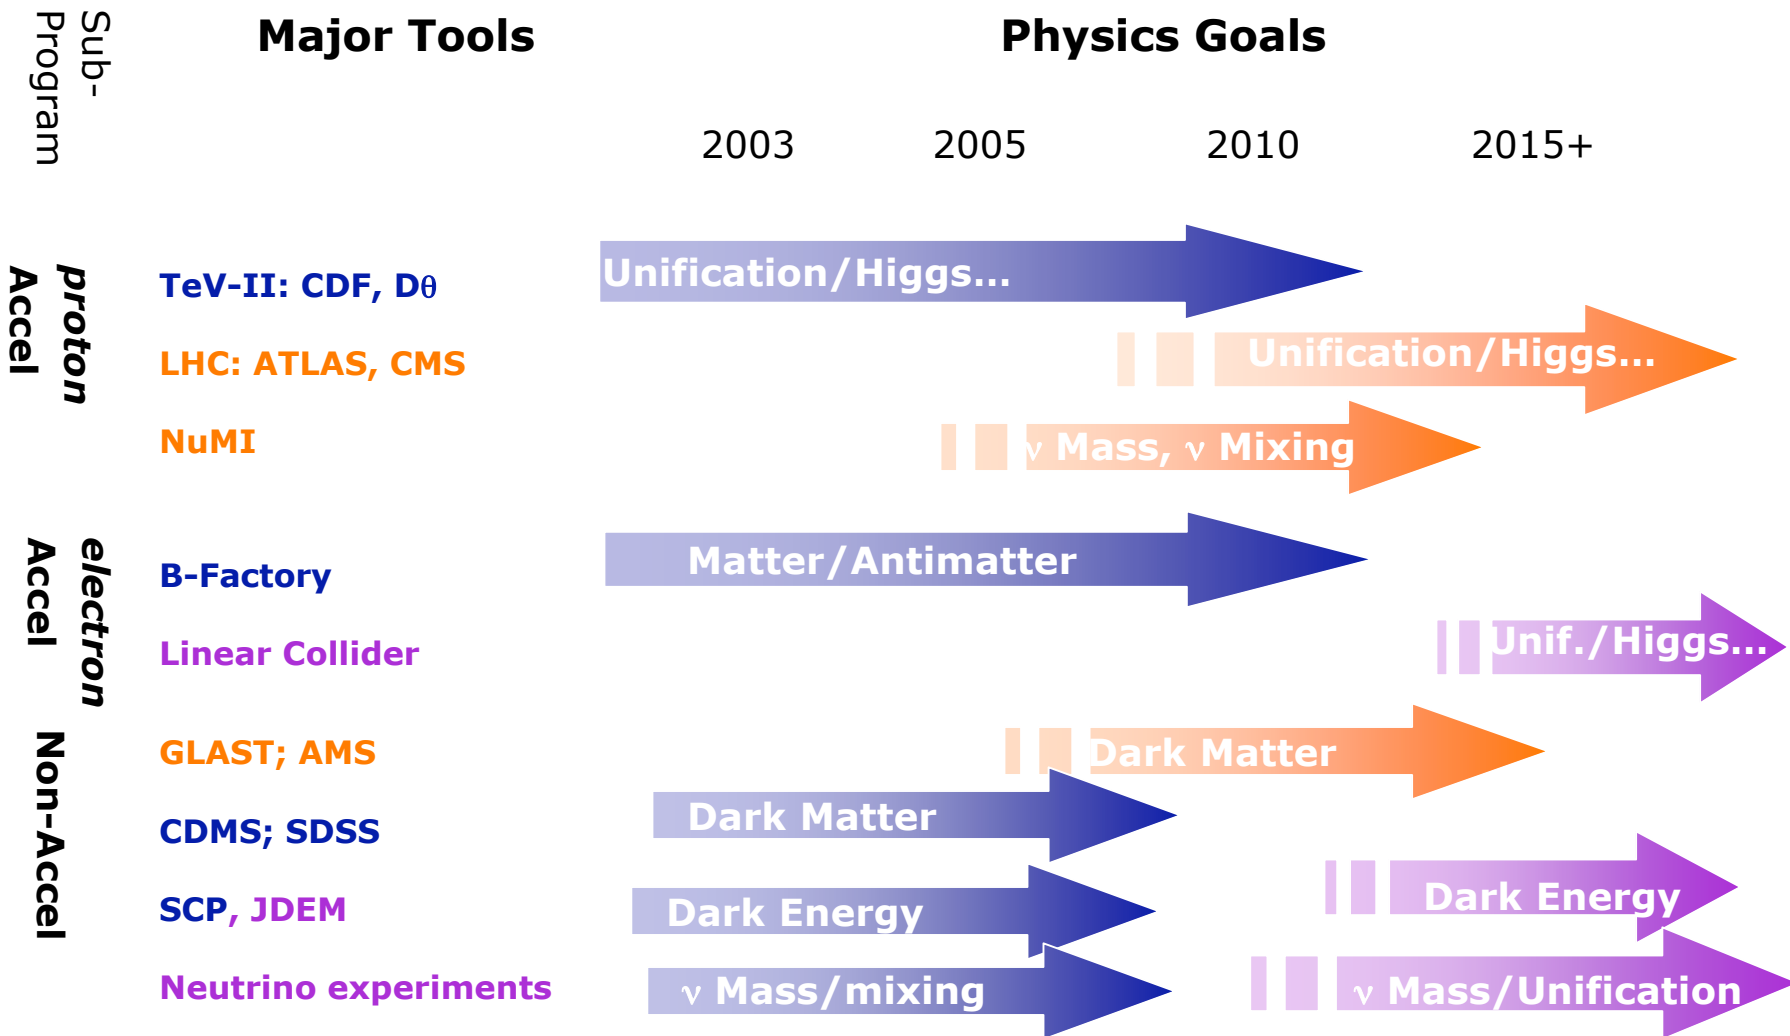 Sub-
Program
Major Tools
Physics Goals
2003
2005
2010
2015+
proton
Accel
TeV-II: CDF, Dθ
Unification/Higgs...
LHC: ATLAS, CMS
Unification/Higgs...
NuMI
ν Mass, ν Mixing
electron
Accel
B-Factory
Matter/Antimatter
Linear Collider
Unif./Higgs...
Non-Accel
GLAST; AMS
Dark Matter
CDMS; SDSS
Dark Matter
SCP, JDEM
Dark Energy
Dark Energy
Neutrino experiments
ν Mass/mixing
ν Mass/Unification